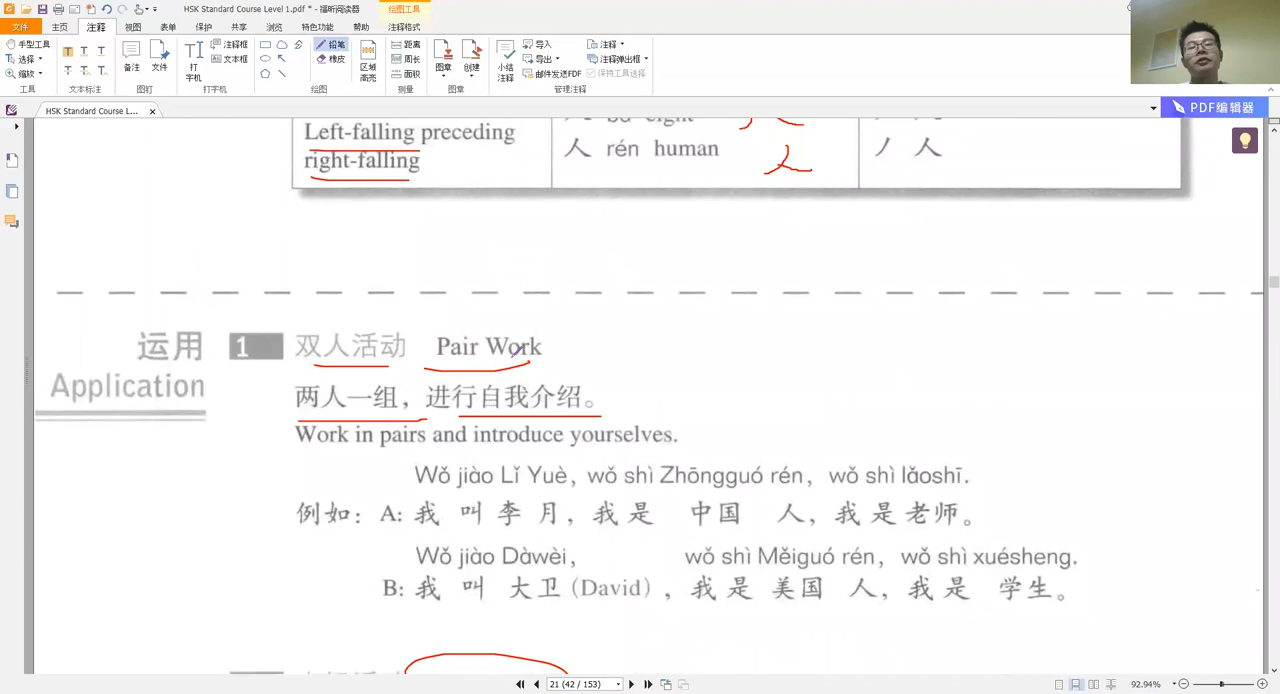 HSK Standard Course Level 1.pdf * - 福昕阅读器
绘图工具
文件 主页 注释 视图 表单 保护 共享 浏览 特色功能 帮助 注释格式
手型工具
选择
缩放
工具
文本标注
备注
文件
图钉
打字机
注释框
文本框
打字机
铅笔
橡皮
区域高亮
绘图
距离
周长
面积
测量
图章
创建
图章
小结注释
导入
导出
邮件发送FDF
注释
注释弹出框
保持工具选择
管理注释
HSK Standard Course L...
PDF编辑器
Left-falling preceding
right-falling
人 rén human
丿 人
运用
Application
1 双人活动 Pair Work
两人一组，进行自我介绍。
Work in pairs and introduce yourselves.
Wǒ jiào Lǐ Yuè, wǒ shì Zhōngguó rén, wǒ shì lǎoshī.
例如：A: 我 叫 李 月，我 是 中国 人，我 是 老师。
Wǒ jiào Dàwèi, wǒ shì Měiguó rén, wǒ shì xuésheng.
B: 我 叫 大卫（David），我 是 美国 人，我 是 学生。
21 (42 / 153)
92.94%